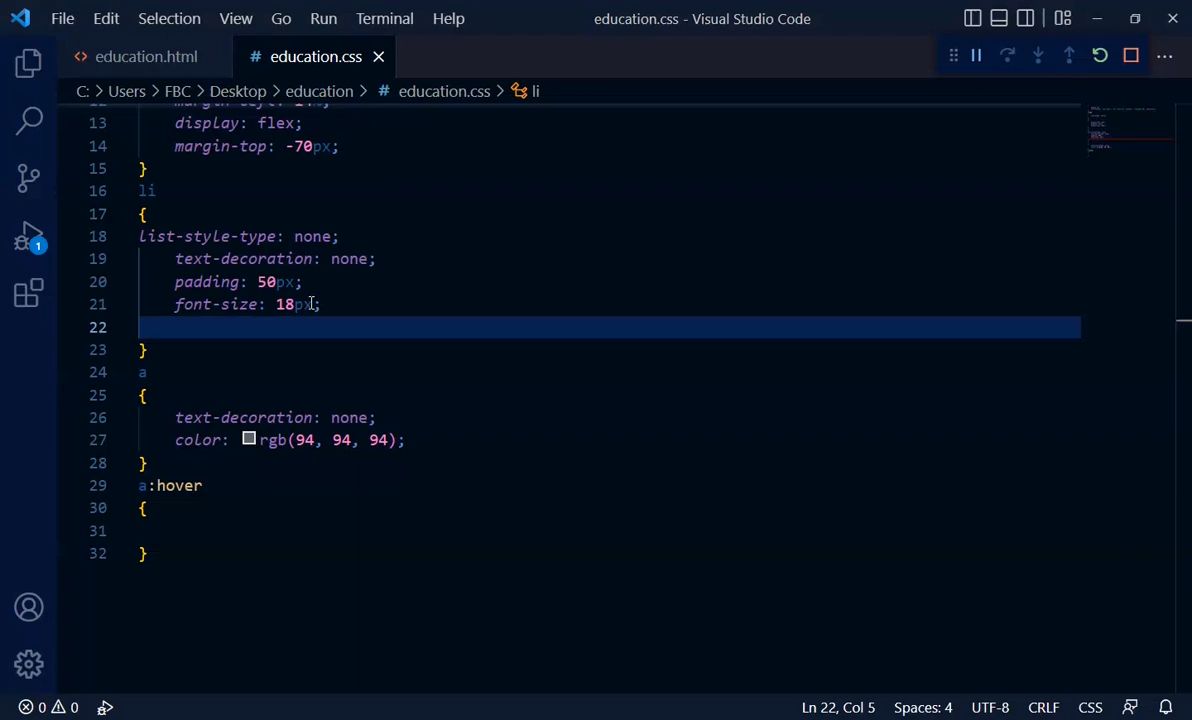 File Edit Selection View Go Run Terminal Help education.css - Visual Studio Code
education.html # education.css
C: > Users > FBC > Desktop > education > # education.css > li
13 display: flex;
14 margin-top: -70px;
15 }
16 li
17 {
18 list-style-type: none;
19 text-decoration: none;
20 padding: 50px;
21 font-size: 18px;
22
23 }
24 a
25 {
26 text-decoration: none;
27 color: rgb(94, 94, 94);
28 }
29 a:hover
30 {
31
32 }
1
0 0 Ln 22, Col 5 Spaces: 4 UTF-8 CRLF CSS